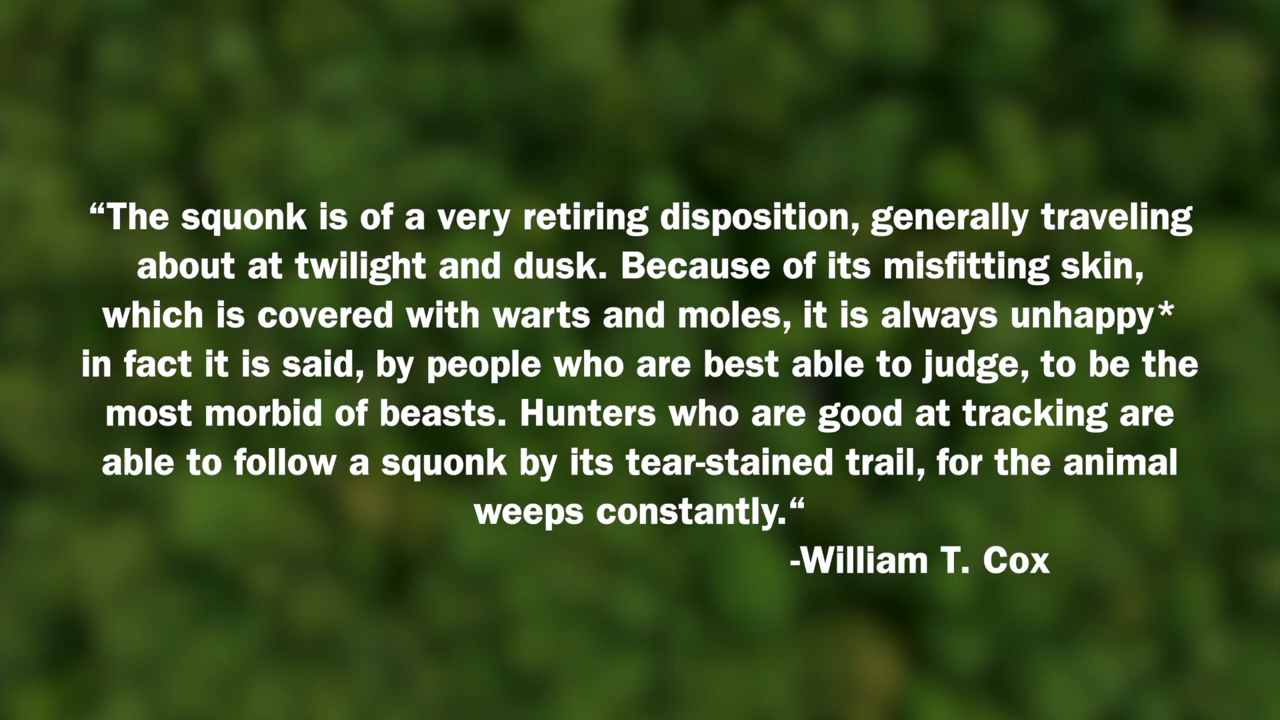 “The squonk is of a very retiring disposition, generally traveling
about at twilight and dusk. Because of its misfitting skin,
which is covered with warts and moles, it is always unhappy*
in fact it is said, by people who are best able to judge, to be the
most morbid of beasts. Hunters who are good at tracking are
able to follow a squonk by its tear-stained trail, for the animal
weeps constantly.“
-William T. Cox